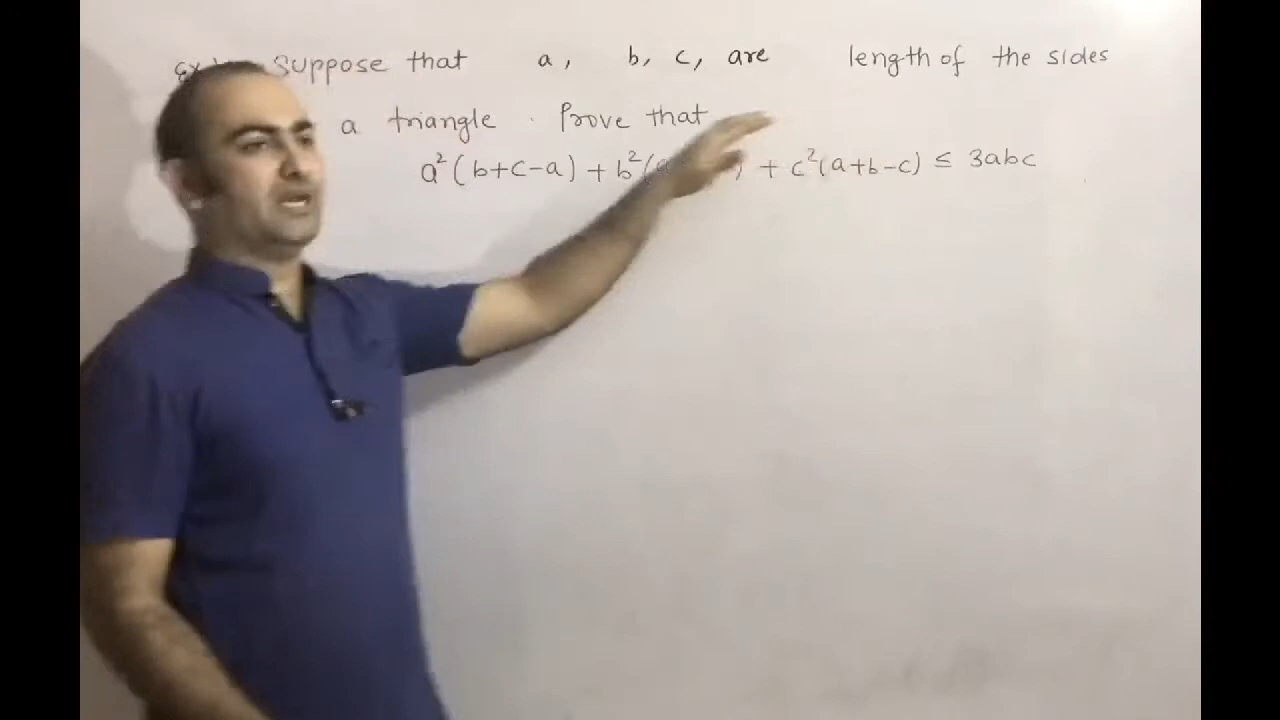 Suppose that a, b, c, are length of the sides
a triangle. Prove that
a²(b+c-a) + b²( ) + c²(a+b-c) ≤ 3abc